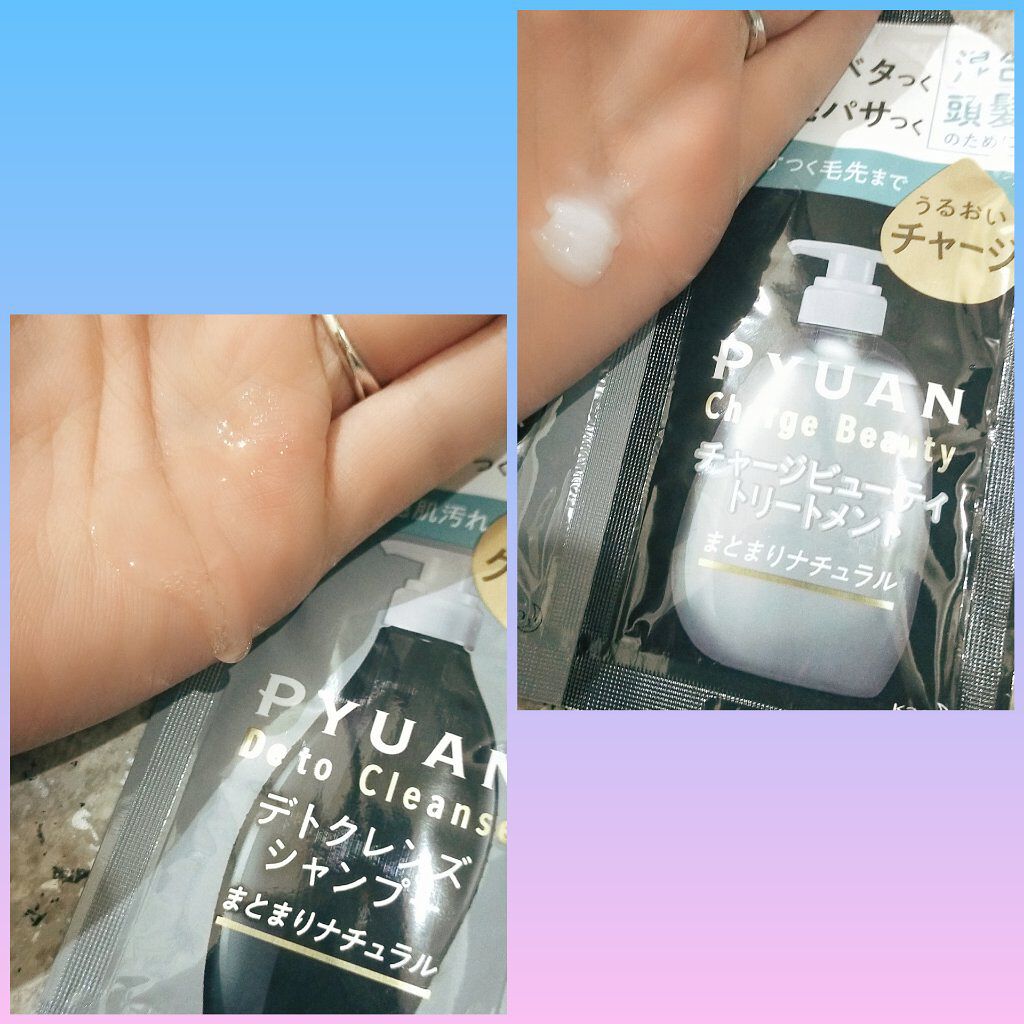 ベタつく
パサつく
頭髪
のために
つく毛先まで
うるおい
チャージ
PYUAN
Charge Beauty
チャージビューティ
トリートメント
まとまりナチュラル
肌汚れ
PYUAN
Deto Cleanse
デトクレンズ
シャンプー
まとまりナチュラル